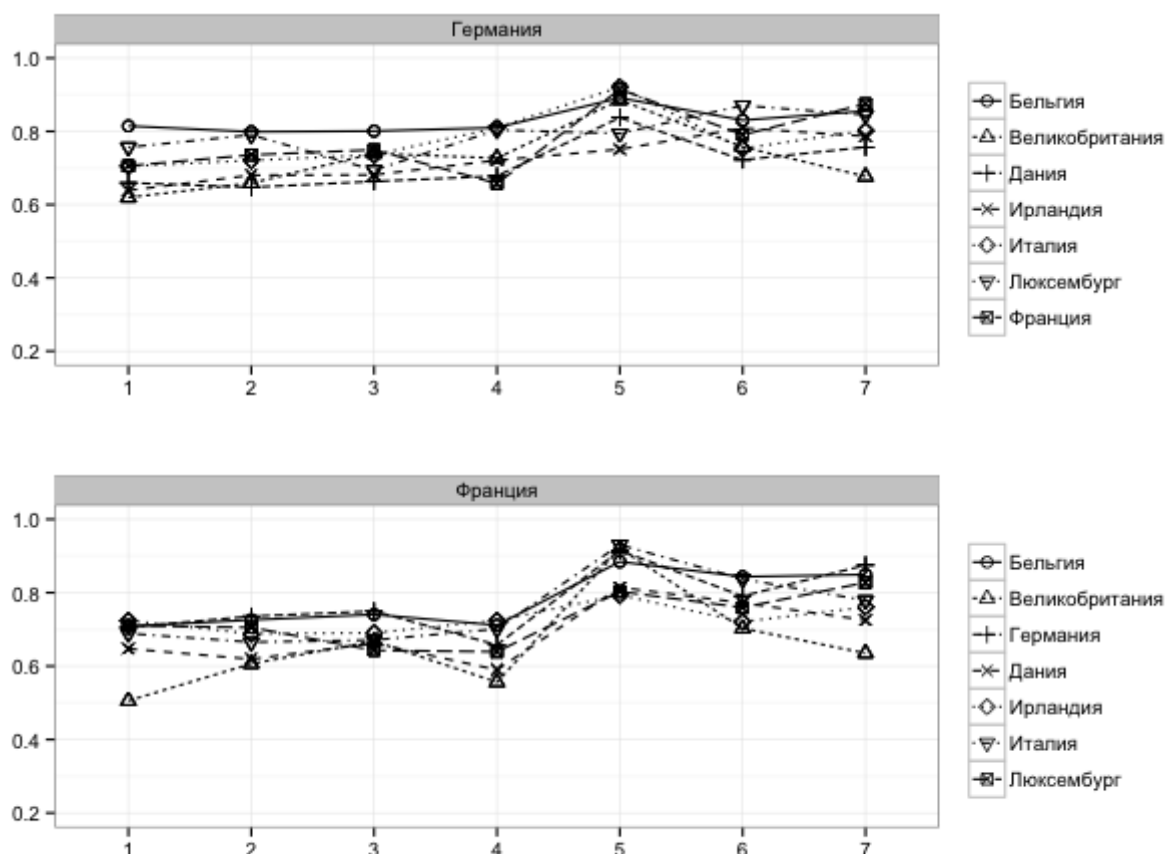 Германия
1.0
0.8
0.6
0.4
0.2
1 2 3 4 5 6 7
Бельгия
Великобритания
Дания
Ирландия
Италия
Люксембург
Франция
Франция
1.0
0.8
0.6
0.4
0.2
1 2 3 4 5 6 7
Бельгия
Великобритания
Германия
Дания
Ирландия
Италия
Люксембург